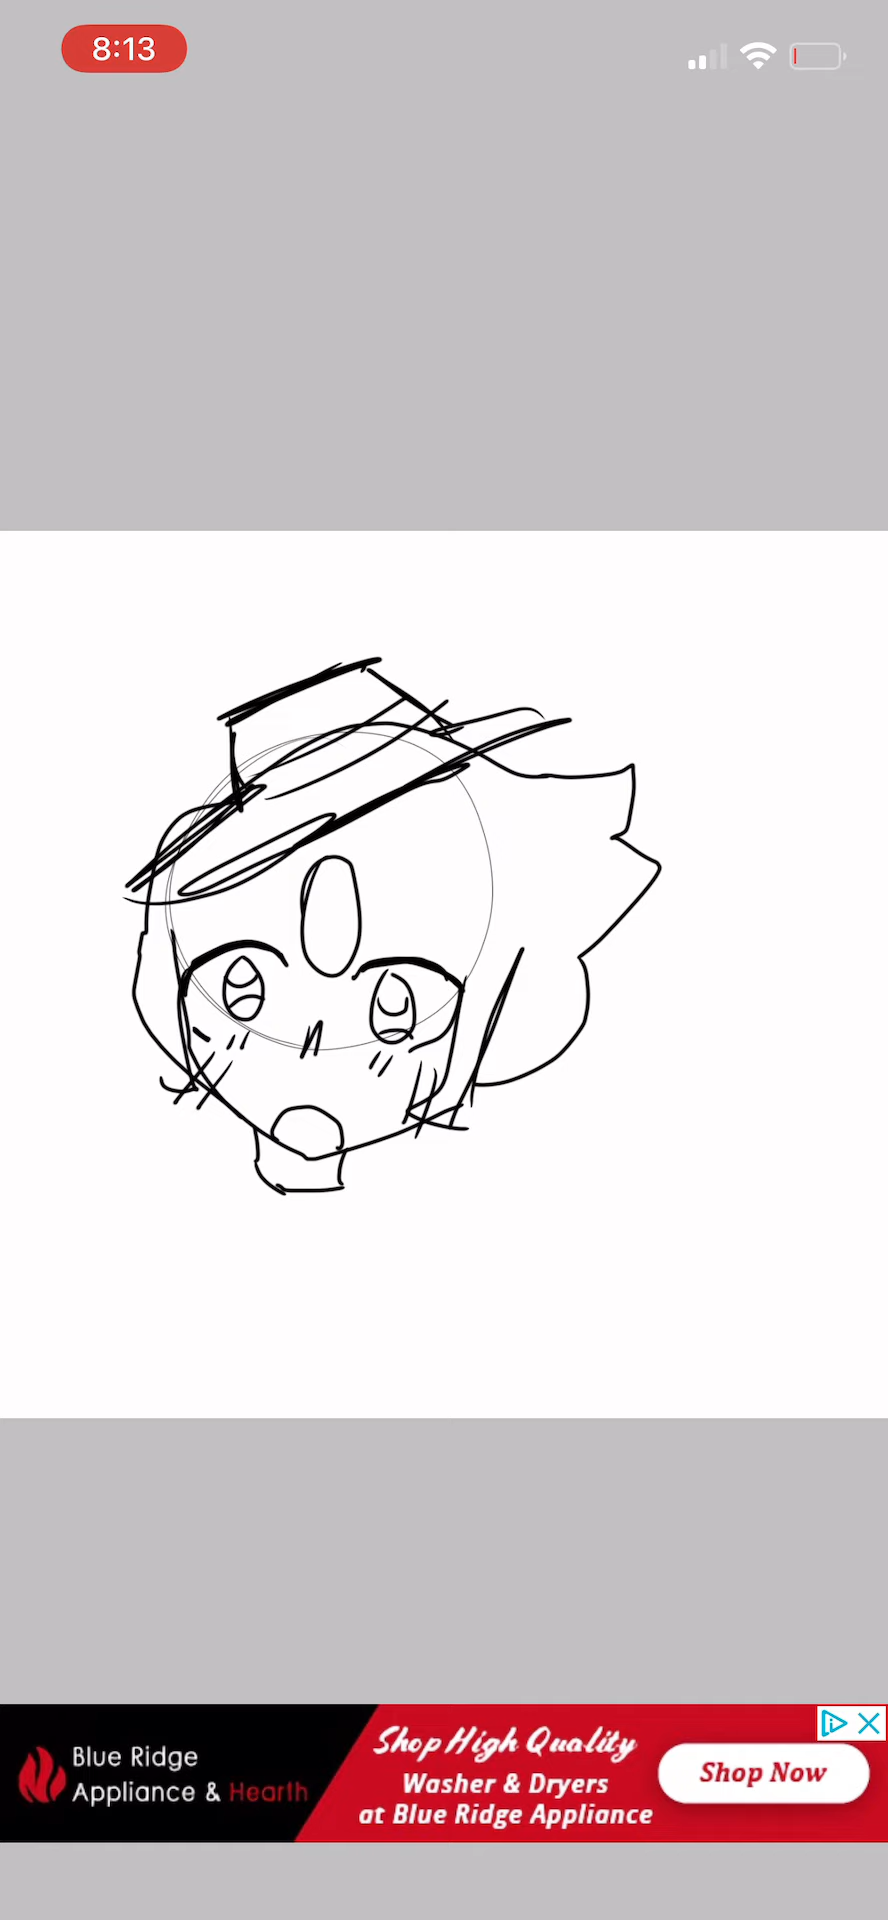 8:13
Blue Ridge
Appliance & Hearth
Shop High Quality
Washer & Dryers
at Blue Ridge Appliance
Shop Now